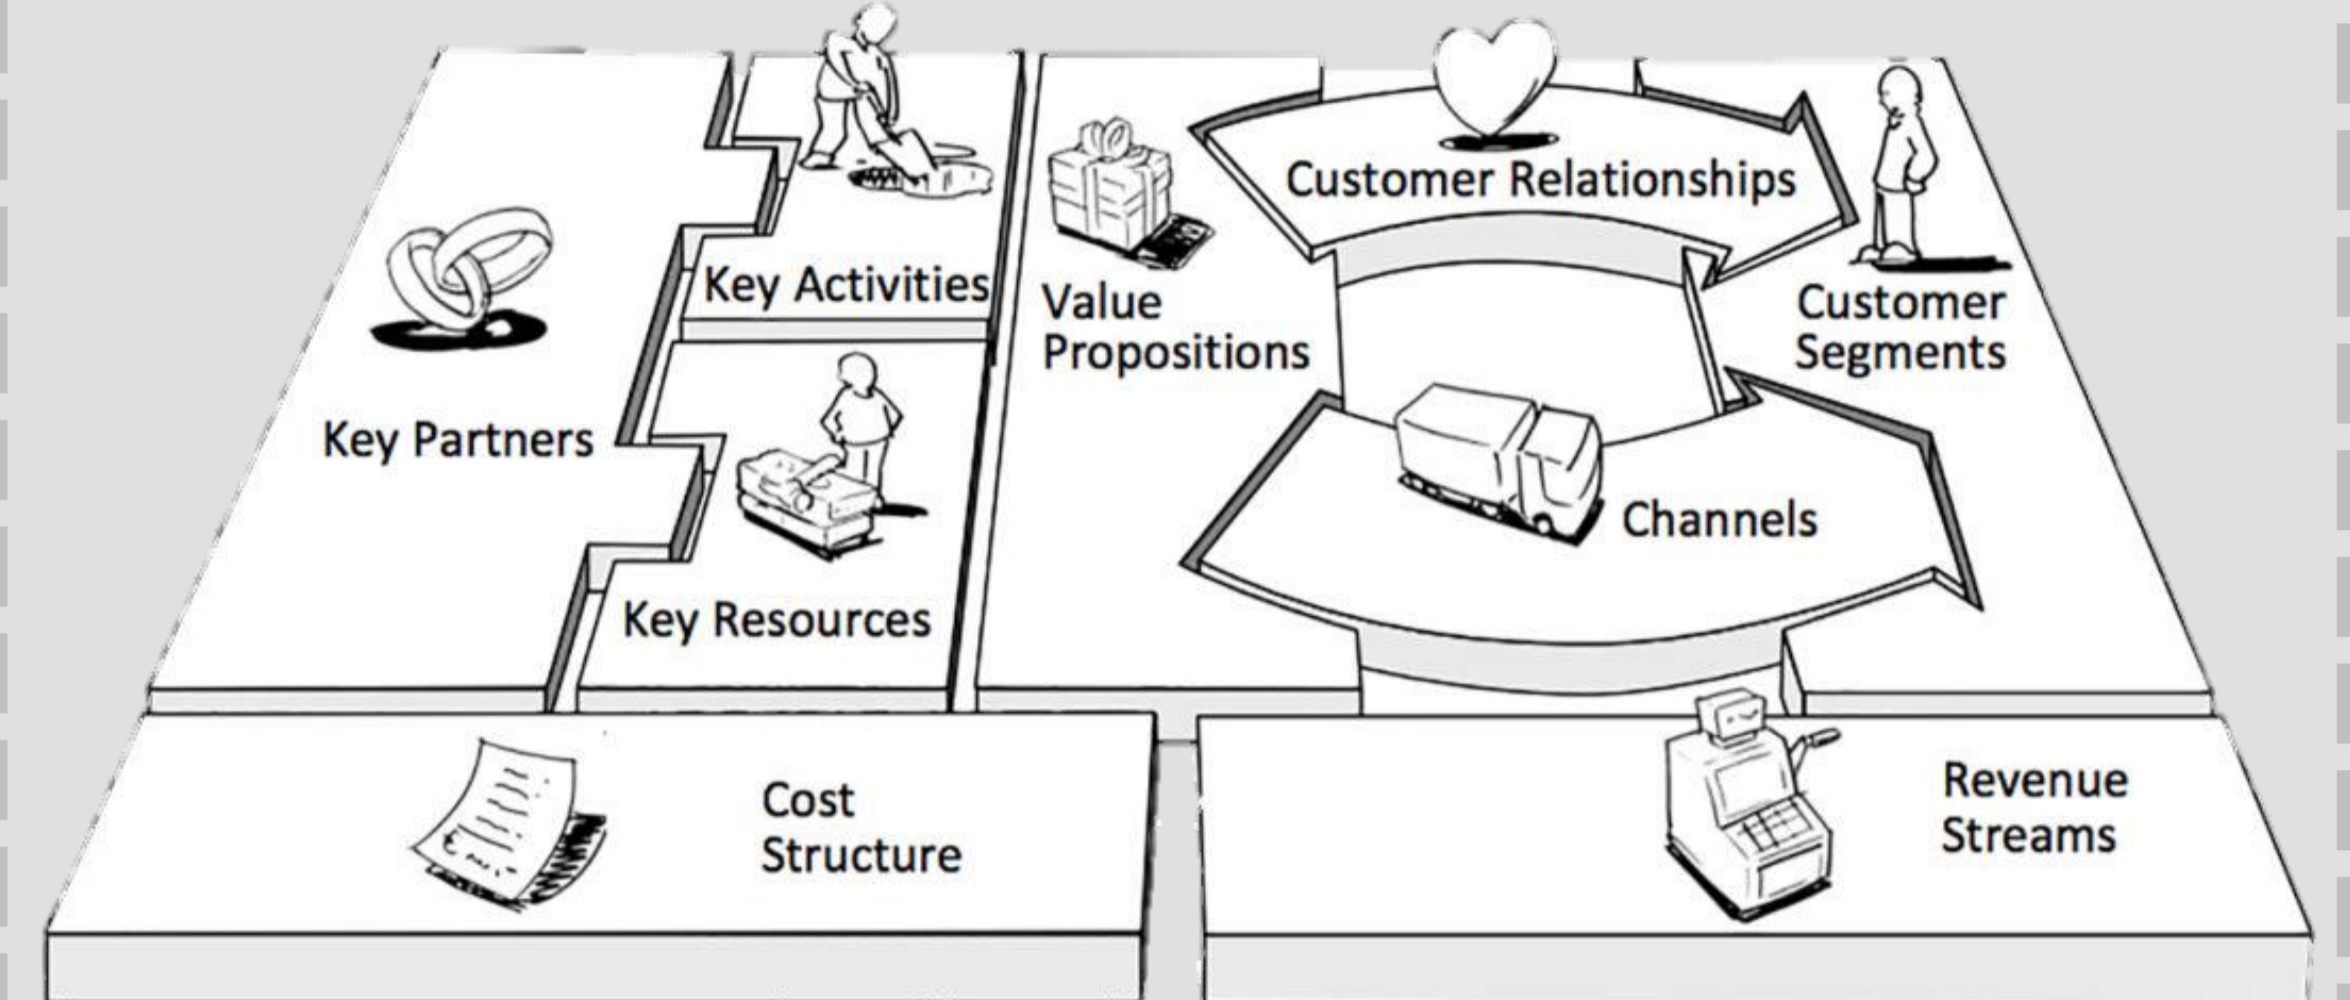 Key Partners
Key Activities
Key Resources
Value
Propositions
Customer Relationships
Channels
Customer
Segments
Cost
Structure
Revenue
Streams